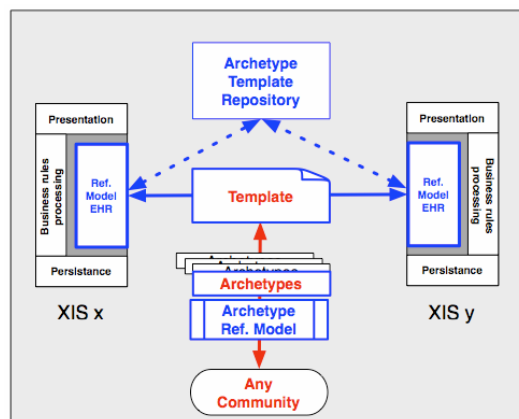 Archetype
Template
Repository
Presentation
Business rules
processing
Ref.
Model
EHR
Persistance
XIS x
Template
Presentation
Ref.
Model
EHR
Business rules
processing
Persistance
XIS y
Archetypes
Archetypes
Archetype
Ref. Model
Any
Community